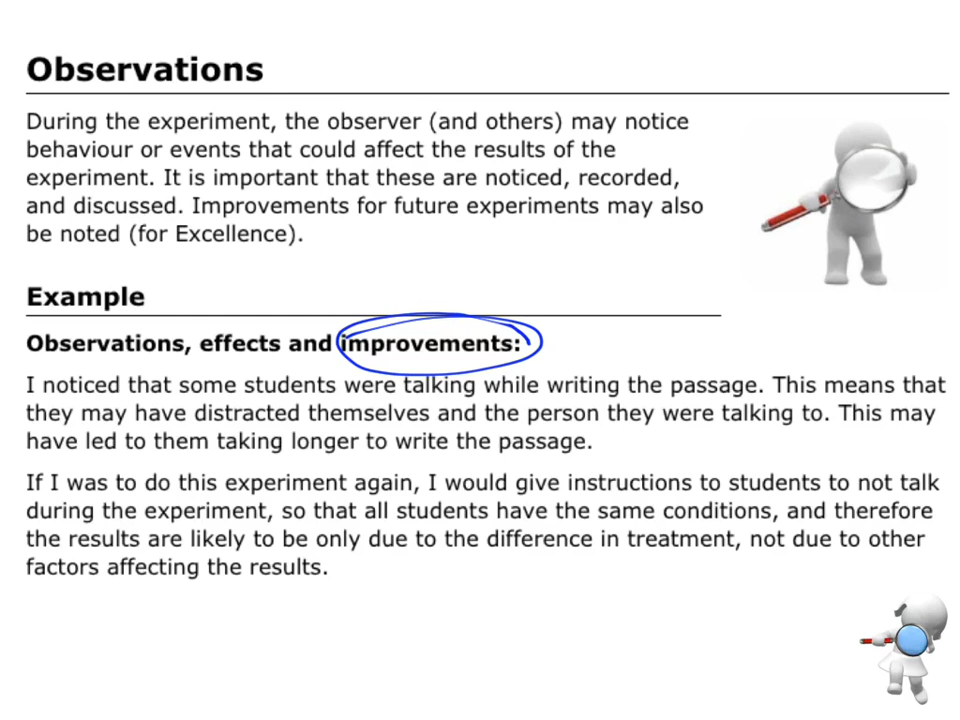 Observations
During the experiment, the observer (and others) may notice
behaviour or events that could affect the results of the
experiment. It is important that these are noticed, recorded,
and discussed. Improvements for future experiments may also
be noted (for Excellence).
Example
Observations, effects and improvements:
I noticed that some students were talking while writing the passage. This means that
they may have distracted themselves and the person they were talking to. This may
have led to them taking longer to write the passage.
If I was to do this experiment again, I would give instructions to students to not talk
during the experiment, so that all students have the same conditions, and therefore
the results are likely to be only due to the difference in treatment, not due to other
factors affecting the results.